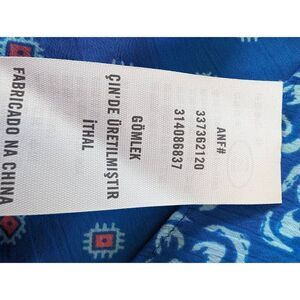 ANF#
337362120
314086837
GÖMLEK
ÇİN'DE ÜRETİLMİŞTİR
İTHAL
FABRICADO NA CHINA